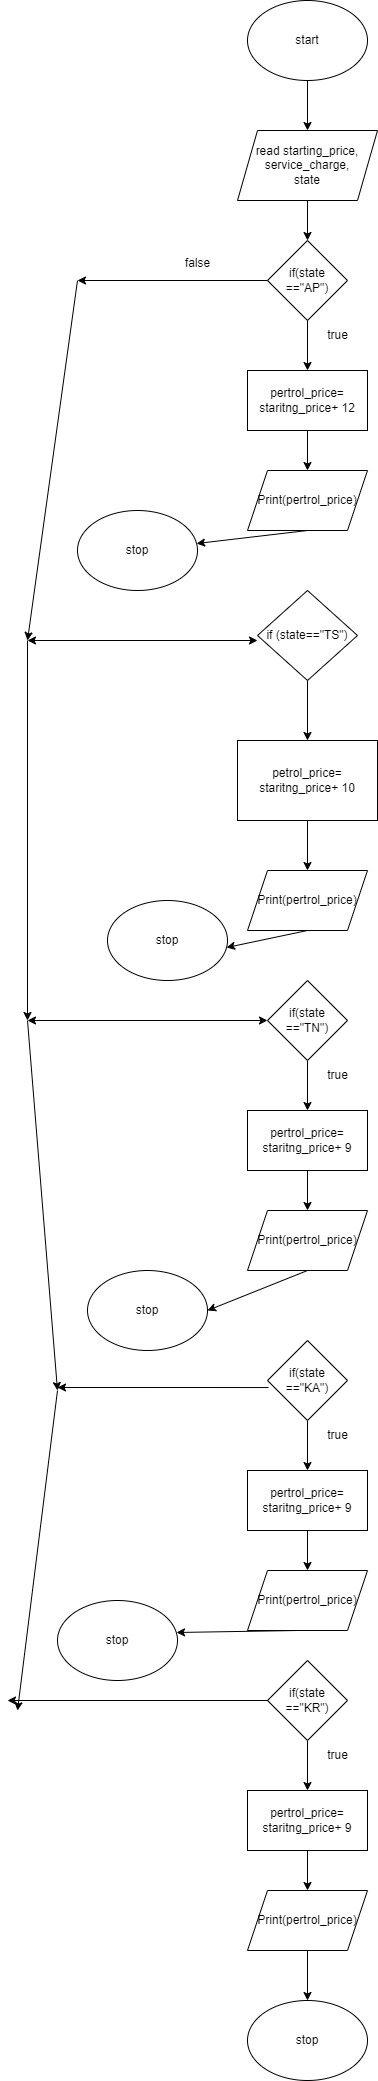 start
read starting_price,
service_charge,
state
if(state
=="AP")
false
true
pertrol_price=
staritng_price+ 12
Print(pertrol_price)
stop
if (state=="TS")
petrol_price=
staritng_price+ 10
Print(pertrol_price)
stop
if(state
=="TN")
true
pertrol_price=
staritng_price+ 9
Print(pertrol_price)
stop
if(state
=="KA")
true
pertrol_price=
staritng_price+ 9
Print(pertrol_price)
stop
if(state
=="KR")
true
pertrol_price=
staritng_price+ 9
Print(pertrol_price)
stop